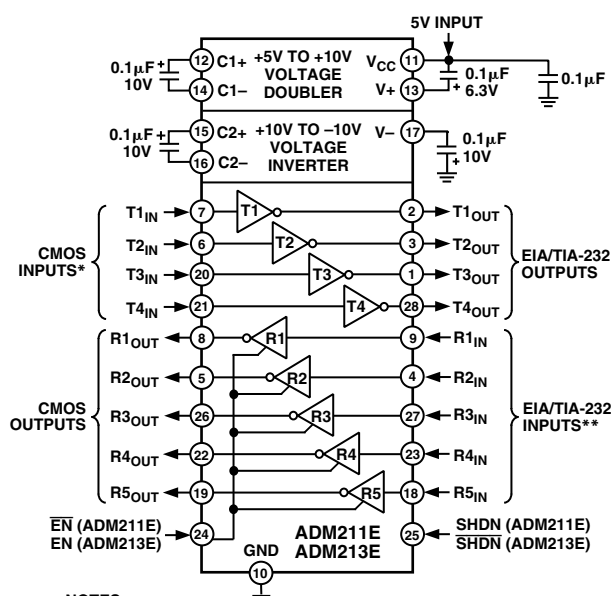 5V INPUT
0.1µF
10V
+
12
C1+
14
C1–
+5V TO +10V
VOLTAGE
DOUBLER
VCC
11
V+
13
+
0.1µF
6.3V
0.1µF
0.1µF
10V
+
15
C2+
16
C2–
+10V TO –10V
VOLTAGE
INVERTER
V–
17
0.1µF
10V
+
CMOS
INPUTS*
T1IN 7 T1 2 T1OUT
T2IN 6 T2 3 T2OUT
T3IN 20 T3 1 T3OUT
T4IN 21 T4 28 T4OUT
EIA/TIA-232
OUTPUTS
CMOS
OUTPUTS
R1OUT 8 R1 9 R1IN
R2OUT 5 R2 4 R2IN
R3OUT 26 R3 27 R3IN
R4OUT 22 R4 23 R4IN
R5OUT 19 R5 18 R5IN
EIA/TIA-232
INPUTS**
E̅N̅ (ADM211E)
EN (ADM213E)
24
ADM211E
ADM213E
25
SHDN (ADM211E)
S̅H̅D̅N̅ (ADM213E)
GND
10